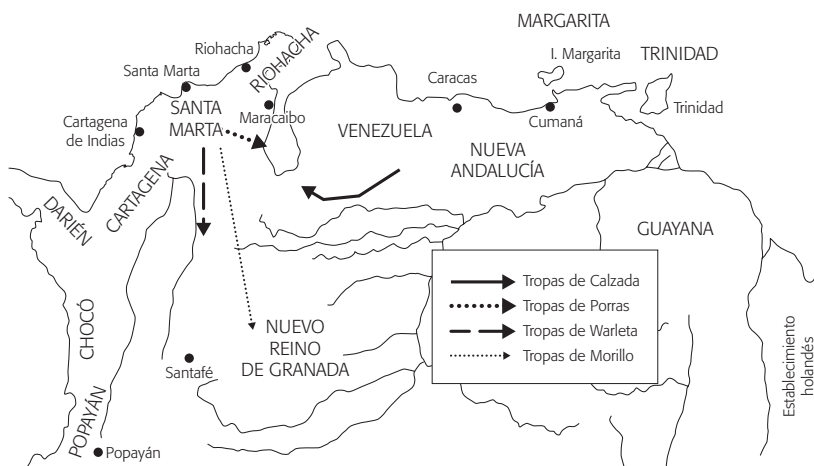 MARGARITA
I. Margarita
TRINIDAD
Trinidad
Riohacha
RIOHACHA
Santa Marta
SANTA
MARTA
Maracaibo
Caracas
Cumaná
Cartagena
de Indias
VENEZUELA
NUEVA
ANDALUCÍA
CARTAGENA
DARIÉN
GUAYANA
CHOCÓ
NUEVO
REINO
DE GRANADA
Santafé
POPAYÁN
Popayán
Tropas de Calzada
Tropas de Porras
Tropas de Warleta
Tropas de Morillo
Establecimiento
holandés